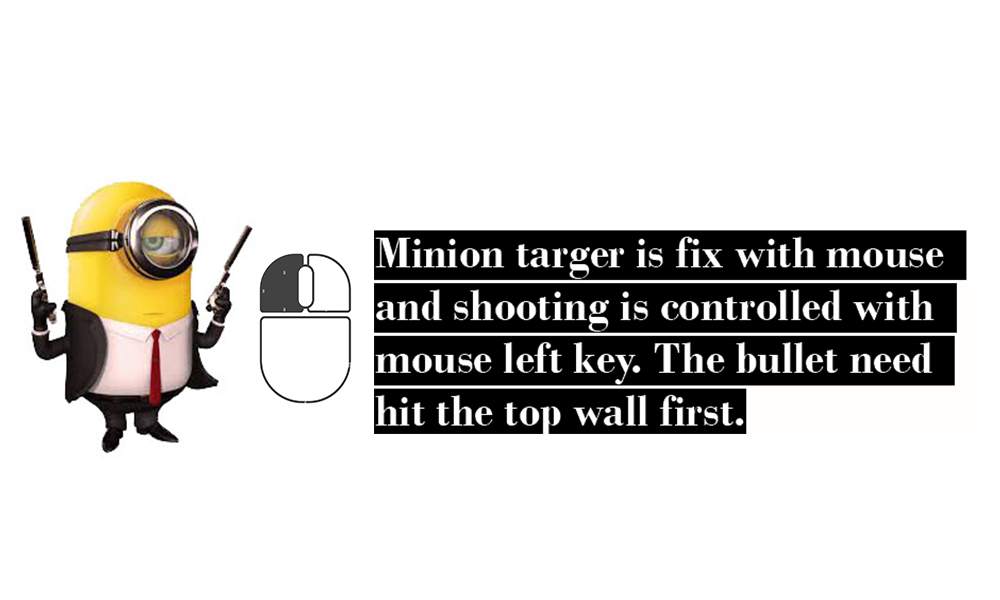 Minion targer is fix with mouse
and shooting is controlled with
mouse left key. The bullet need
hit the top wall first.